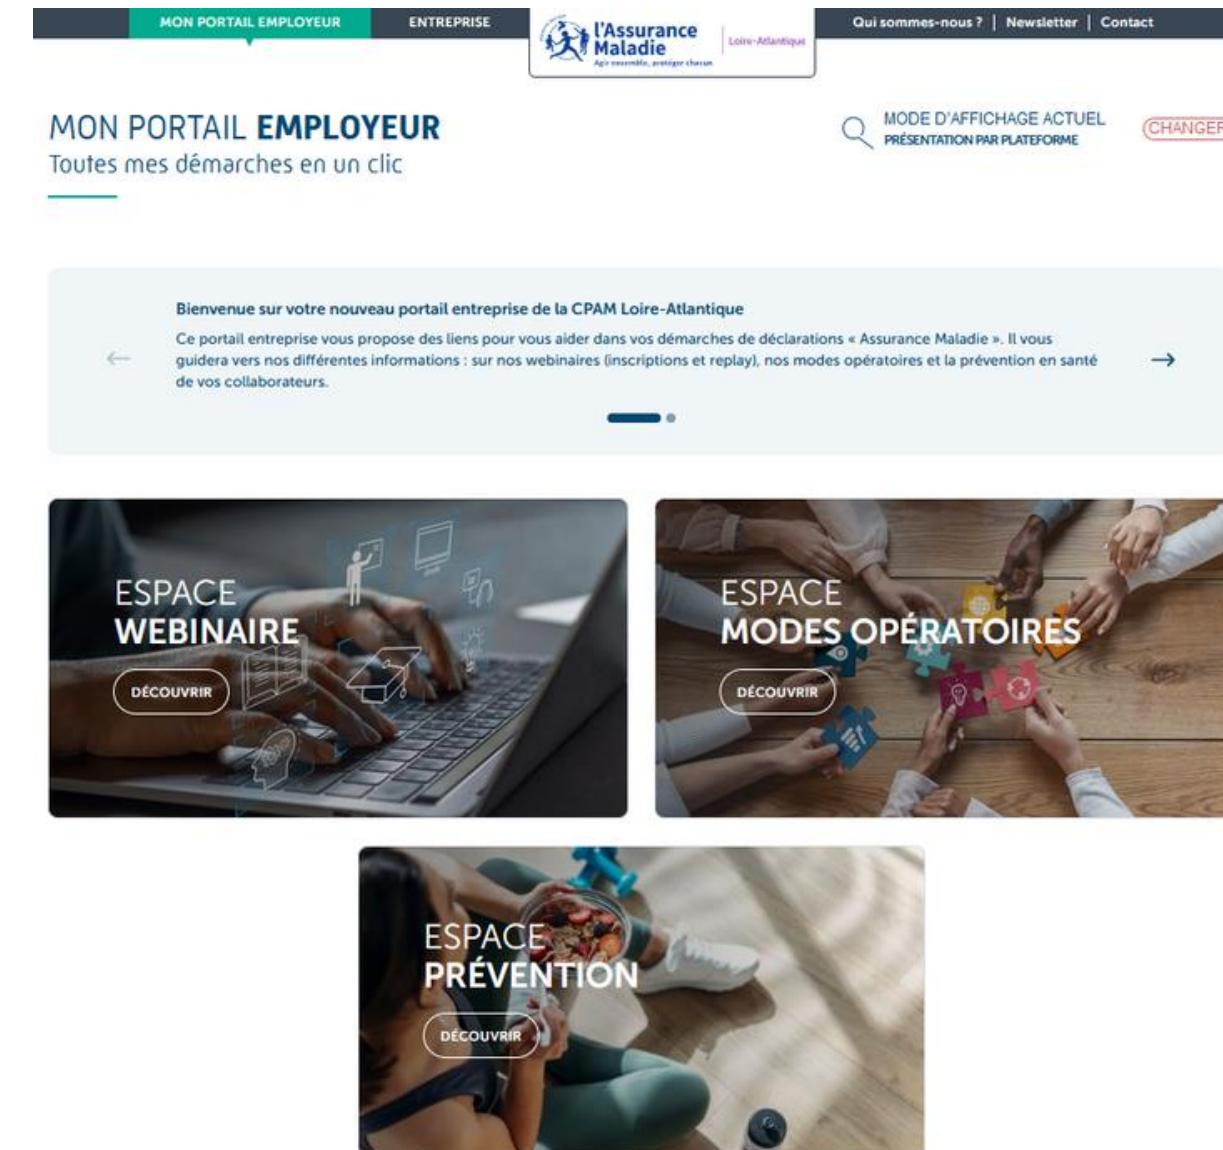 MON PORTAIL EMPLOYEUR
ENTREPRISE
l'Assurance
Maladie
Agir ensemble, protéger chacun
Loire-Atlantique
Qui sommes-nous ? | Newsletter | Contact
MON PORTAIL EMPLOYEUR
Toutes mes démarches en un clic
MODE D'AFFICHAGE ACTUEL
PRÉSENTATION PAR PLATEFORME
CHANGER
Bienvenue sur votre nouveau portail entreprise de la CPAM Loire-Atlantique
Ce portail entreprise vous propose des liens pour vous aider dans vos démarches de déclarations « Assurance Maladie ». Il vous
guidera vers nos différentes informations : sur nos webinaires (inscriptions et replay), nos modes opératoires et la prévention en santé
de vos collaborateurs.
ESPACE
WEBINAIRE
DÉCOUVRIR
ESPACE
MODES OPÉRATOIRES
DÉCOUVRIR
ESPACE
PRÉVENTION
DÉCOUVRIR